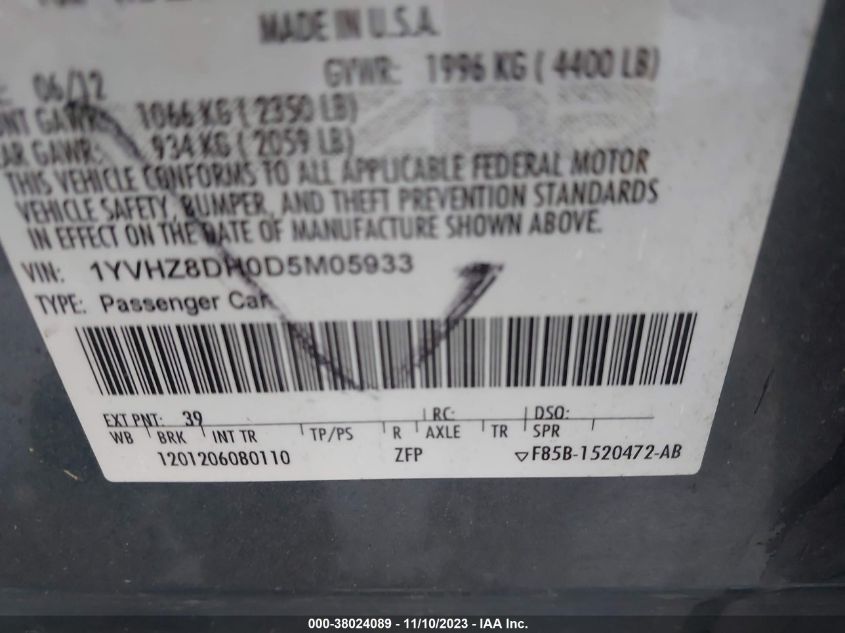 MADE IN U.S.A.
06/12 GVWR: 1996 KG ( 4400 LB)
GAWR: 1066 KG ( 2350 LB)
GAWR: 934 KG ( 2059 LB)
THIS VEHICLE CONFORMS TO ALL APPLICABLE FEDERAL MOTOR
VEHICLE SAFETY, BUMPER, AND THEFT PREVENTION STANDARDS
IN EFFECT ON THE DATE OF MANUFACTURE SHOWN ABOVE.
VIN: 1YVHZ8DH0D5M05933
TYPE: Passenger Car
EXT PNT: 39 RC: DSO:
WB BRK INT TR TP/PS R AXLE TR SPR
1201206080110 ZFP ▽F85B-1520472-AB
000-38024089 - 11/10/2023 - IAA Inc.